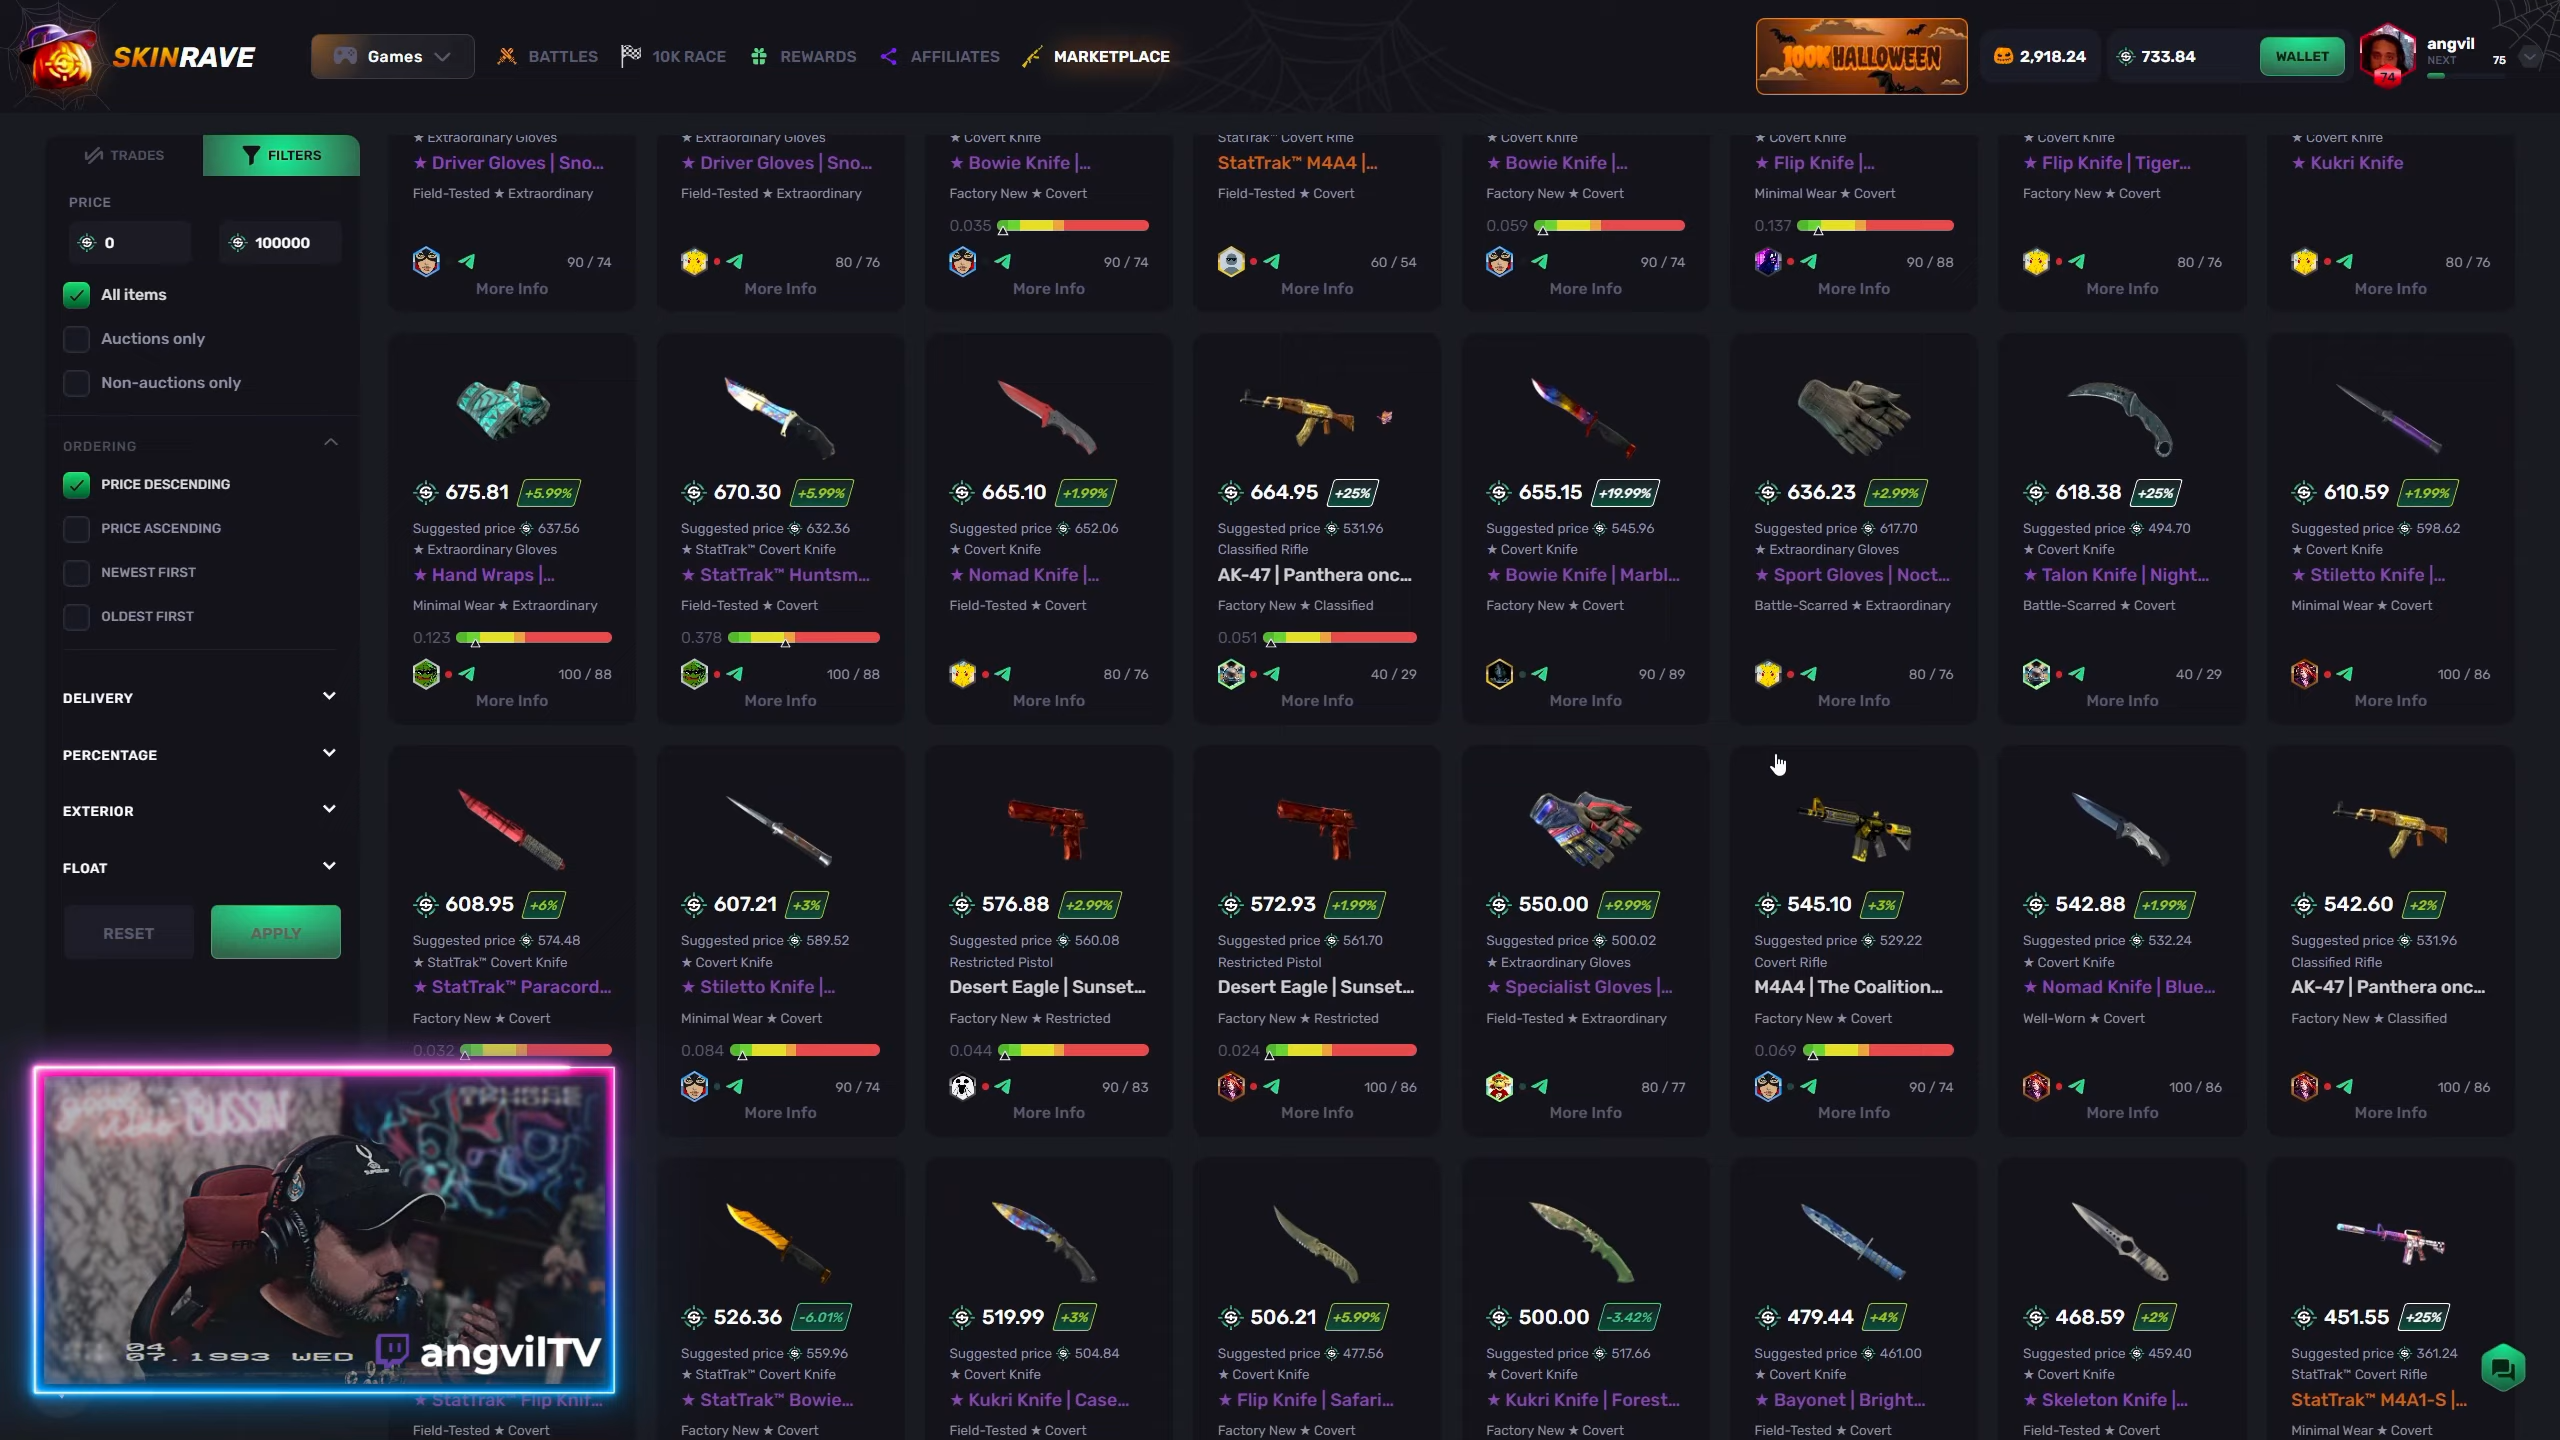 SKINRAVE
Games
BATTLES
10K RACE
REWARDS
AFFILIATES
MARKETPLACE
100K HALLOWEEN
2,918.24
733.84
WALLET
74
angvil
NEXT 75
TRADES
FILTERS
PRICE
0
100000
All items
Auctions only
Non-auctions only
ORDERING
PRICE DESCENDING
PRICE ASCENDING
NEWEST FIRST
OLDEST FIRST
DELIVERY
PERCENTAGE
EXTERIOR
FLOAT
RESET
APPLY
★ Extraordinary Gloves
★ Driver Gloves | Sno...
Field-Tested ★ Extraordinary
90 / 74
More Info
★ Extraordinary Gloves
★ Driver Gloves | Sno...
Field-Tested ★ Extraordinary
80 / 76
More Info
★ Covert Knife
★ Bowie Knife |...
Factory New ★ Covert
0.035
90 / 74
More Info
StatTrak™ Covert Rifle
StatTrak™ M4A4 |...
Field-Tested ★ Covert
60 / 54
More Info
★ Covert Knife
★ Bowie Knife |...
Factory New ★ Covert
0.059
90 / 74
More Info
★ Covert Knife
★ Flip Knife |...
Minimal Wear ★ Covert
0.137
90 / 88
More Info
★ Covert Knife
★ Flip Knife | Tiger...
Factory New ★ Covert
80 / 76
More Info
★ Covert Knife
★ Kukri Knife
80 / 76
More Info
675.81 +5.99%
Suggested price 637.56
★ Extraordinary Gloves
★ Hand Wraps |...
Minimal Wear ★ Extraordinary
0.123
100 / 88
More Info
670.30 +5.99%
Suggested price 632.36
★ StatTrak™ Covert Knife
★ StatTrak™ Huntsm...
Field-Tested ★ Covert
0.378
100 / 88
More Info
665.10 +1.99%
Suggested price 652.06
★ Covert Knife
★ Nomad Knife |...
Field-Tested ★ Covert
80 / 76
More Info
664.95 +25%
Suggested price 531.96
Classified Rifle
AK-47 | Panthera onc...
Factory New ★ Classified
0.051
40 / 29
More Info
655.15 +19.99%
Suggested price 545.96
★ Covert Knife
★ Bowie Knife | Marbl...
Factory New ★ Covert
90 / 89
More Info
636.23 +2.99%
Suggested price 617.70
★ Extraordinary Gloves
★ Sport Gloves | Noct...
Battle-Scarred ★ Extraordinary
80 / 76
More Info
618.38 +25%
Suggested price 494.70
★ Covert Knife
★ Talon Knife | Night...
Battle-Scarred ★ Covert
40 / 29
More Info
610.59 +1.99%
Suggested price 598.62
★ Covert Knife
★ Stiletto Knife |...
Minimal Wear ★ Covert
100 / 86
More Info
608.95 +6%
Suggested price 574.48
★ StatTrak™ Covert Knife
★ StatTrak™ Paracord...
Factory New ★ Covert
0.032
607.21 +3%
Suggested price 589.52
★ Covert Knife
★ Stiletto Knife |...
Minimal Wear ★ Covert
0.084
90 / 74
More Info
576.88 +2.99%
Suggested price 560.08
Restricted Pistol
Desert Eagle | Sunset...
Factory New ★ Restricted
0.044
90 / 83
More Info
572.93 +1.99%
Suggested price 561.70
Restricted Pistol
Desert Eagle | Sunset...
Factory New ★ Restricted
0.024
100 / 86
More Info
550.00 +9.99%
Suggested price 500.02
★ Extraordinary Gloves
★ Specialist Gloves |...
Field-Tested ★ Extraordinary
80 / 77
More Info
545.10 +3%
Suggested price 529.22
Covert Rifle
M4A4 | The Coalition...
Factory New ★ Covert
0.069
90 / 74
More Info
542.88 +1.99%
Suggested price 532.24
★ Covert Knife
★ Nomad Knife | Blue...
Well-Worn ★ Covert
100 / 86
More Info
542.60 +2%
Suggested price 531.96
Classified Rifle
AK-47 | Panthera onc...
Factory New ★ Classified
100 / 86
More Info
BUSSIN
04
07.1993 WED
angvilTV
★ StatTrak™ Flip Knif...
Field-Tested ★ Covert
526.36 -6.01%
Suggested price 559.96
★ StatTrak™ Covert Knife
★ StatTrak™ Bowie...
Factory New ★ Covert
519.99 +3%
Suggested price 504.84
★ Covert Knife
★ Kukri Knife | Case...
Field-Tested ★ Covert
506.21 +5.99%
Suggested price 477.56
★ Covert Knife
★ Flip Knife | Safari...
Field-Tested ★ Covert
500.00 -3.42%
Suggested price 517.66
★ Covert Knife
★ Kukri Knife | Forest...
Factory New ★ Covert
479.44 +4%
Suggested price 461.00
★ Covert Knife
★ Bayonet | Bright...
Field-Tested ★ Covert
468.59 +2%
Suggested price 459.40
★ Covert Knife
★ Skeleton Knife |...
Field-Tested ★ Covert
451.55 +25%
Suggested price 361.24
StatTrak™ Covert Rifle
StatTrak™ M4A1-S |...
Minimal Wear ★ Covert